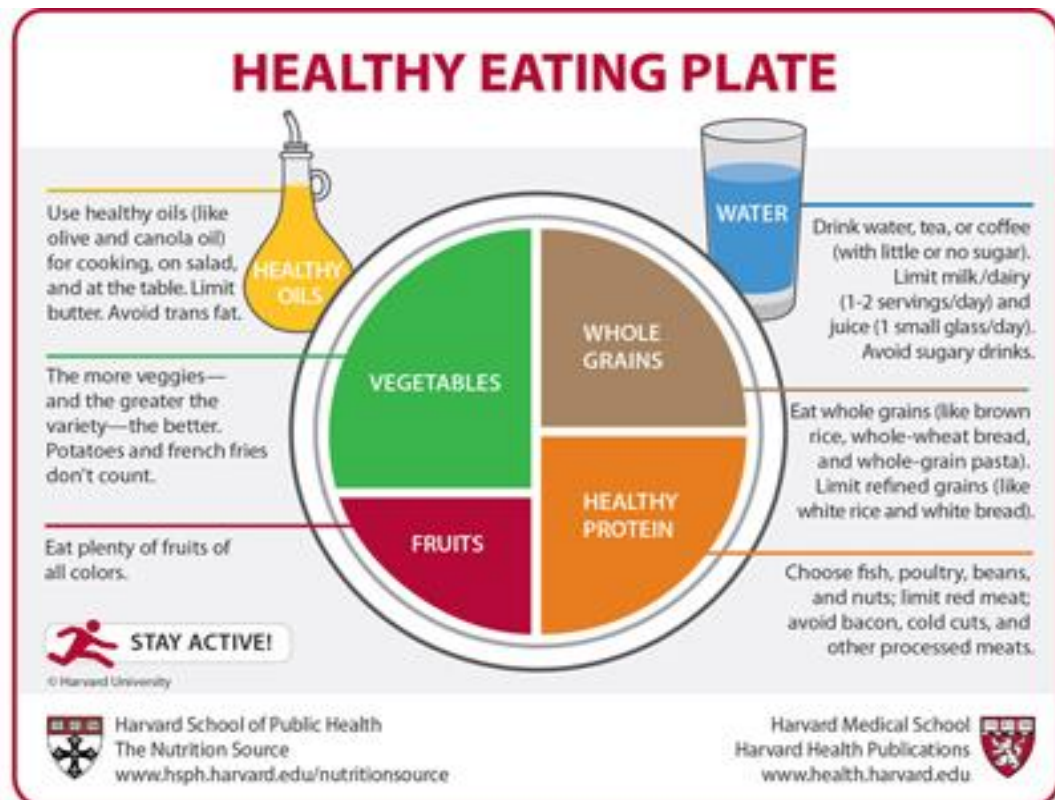 HEALTHY EATING PLATE
Use healthy oils (like
olive and canola oil)
for cooking, on salad,
and at the table. Limit
butter. Avoid trans fat.
HEALTHY
OILS
The more veggies—
and the greater the
variety—the better.
Potatoes and french fries
don't count.
Eat plenty of fruits of
all colors.
STAY ACTIVE!
© Harvard University
VEGETABLES
FRUITS
WHOLE
GRAINS
HEALTHY
PROTEIN
WATER
Drink water, tea, or coffee
(with little or no sugar).
Limit milk/dairy
(1-2 servings/day) and
juice (1 small glass/day).
Avoid sugary drinks.
Eat whole grains (like brown
rice, whole-wheat bread,
and whole-grain pasta).
Limit refined grains (like
white rice and white bread).
Choose fish, poultry, beans,
and nuts; limit red meat;
avoid bacon, cold cuts, and
other processed meats.
Harvard School of Public Health
The Nutrition Source
www.hsph.harvard.edu/nutritionsource
Harvard Medical School
Harvard Health Publications
www.health.harvard.edu